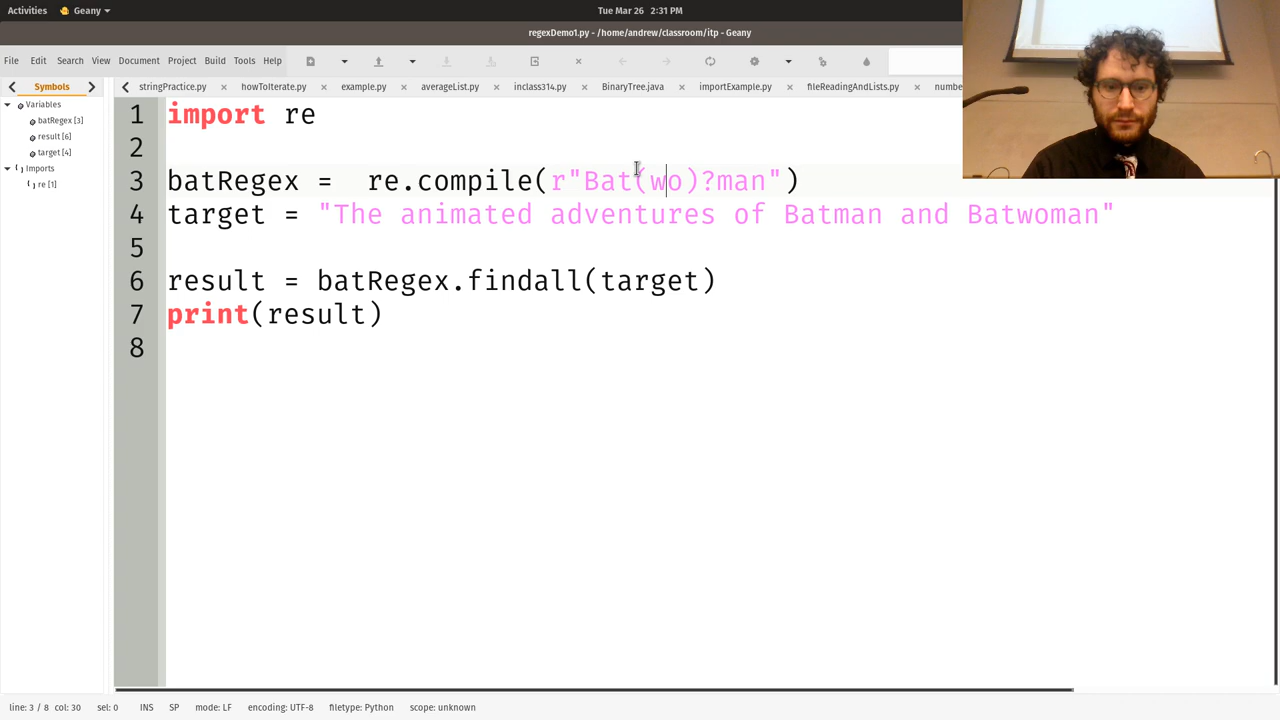 Activities
Geany
Tue Mar 26 2:31 PM
regexDemo1.py - /home/andrew/classroom/itp - Geany
File Edit Search View Document Project Build Tools Help
Symbols
stringPractice.py × howToIterate.py × example.py × averageList.py × inclass314.py × BinaryTree.java × importExample.py × fileReadingAndLists.py × numbe
Variables
batRegex [3]
result [6]
target [4]
Imports
re [1]
1 import re
2
3 batRegex =  re.compile(r"Bat(wo)?man")
4 target = "The animated adventures of Batman and Batwoman"
5
6 result = batRegex.findall(target)
7 print(result)
8
line: 3 / 8 col: 30 sel: 0 INS SP mode: LF encoding: UTF-8 filetype: Python scope: unknown